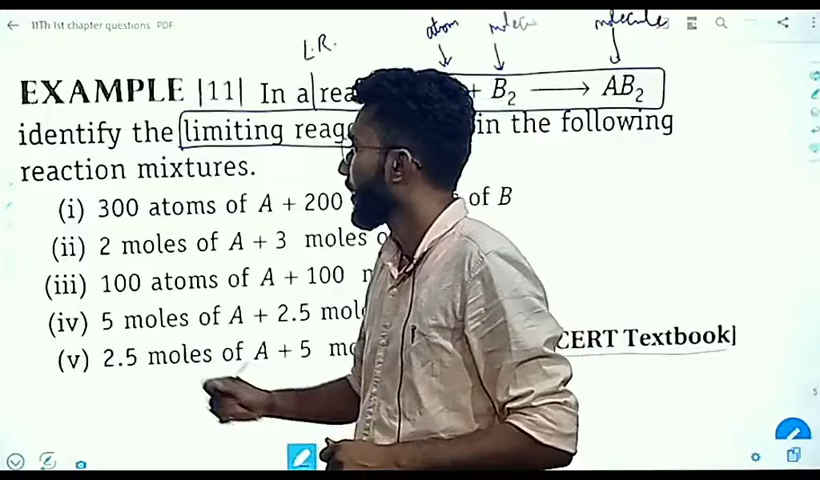 11Th 1st chapter questions PDF
atom molecule
L.R.
EXAMPLE |11| In a + B2 ⟶ AB2
identify the limiting in the following
reaction mixtures.
(i) 300 atoms of A + 200 of B
(ii) 2 moles of A + 3 moles
(iii) 100 atoms of A + 100
(iv) 5 moles of A + 2.5
(v) 2.5 moles of A + 5
Textbook]